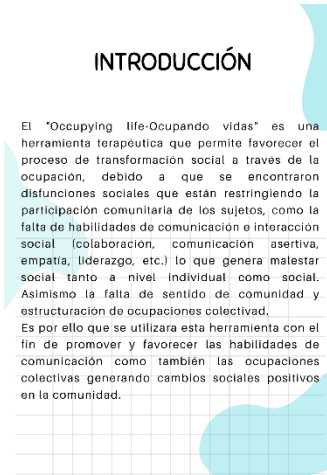 INTRODUCCIÓN
El "Occupying life-Ocupando vidas" es una
herramienta terapéutica que permite favorecer el
proceso de transformación social a través de la
ocupación, debido a que se encontraron
disfunciones sociales que están restringiendo la
participación comunitaria de los sujetos, como la
falta de habilidades de comunicación e interacción
social (colaboración, comunicación asertiva,
empatía, liderazgo, etc.) lo que genera malestar
social tanto a nivel individual como social.
Asimismo la falta de sentido de comunidad y
estructuración de ocupaciones colectivad.
Es por ello que se utilizara esta herramienta con el
fin de promover y favorecer las habilidades de
comunicación como también las ocupaciones
colectivas generando cambios sociales positivos
en la comunidad.